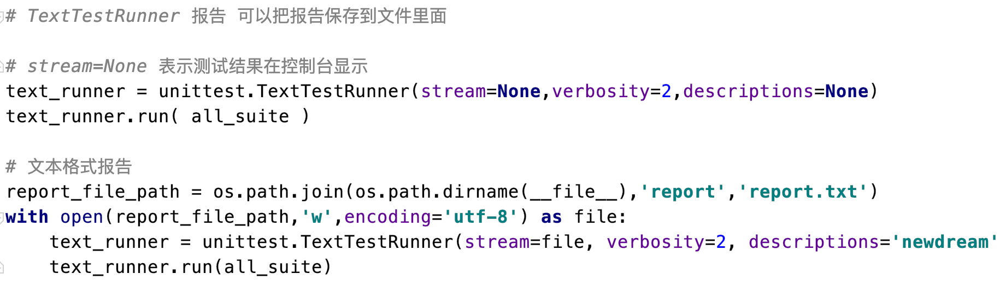 # TextTestRunner 报告 可以把报告保存到文件里面
# stream=None 表示测试结果在控制台显示
text_runner = unittest.TextTestRunner(stream=None,verbosity=2,descriptions=None)
text_runner.run( all_suite )
# 文本格式报告
report_file_path = os.path.join(os.path.dirname(__file__),'report','report.txt')
with open(report_file_path,'w',encoding='utf-8') as file:
    text_runner = unittest.TextTestRunner(stream=file, verbosity=2, descriptions='newdream'
    text_runner.run(all_suite)